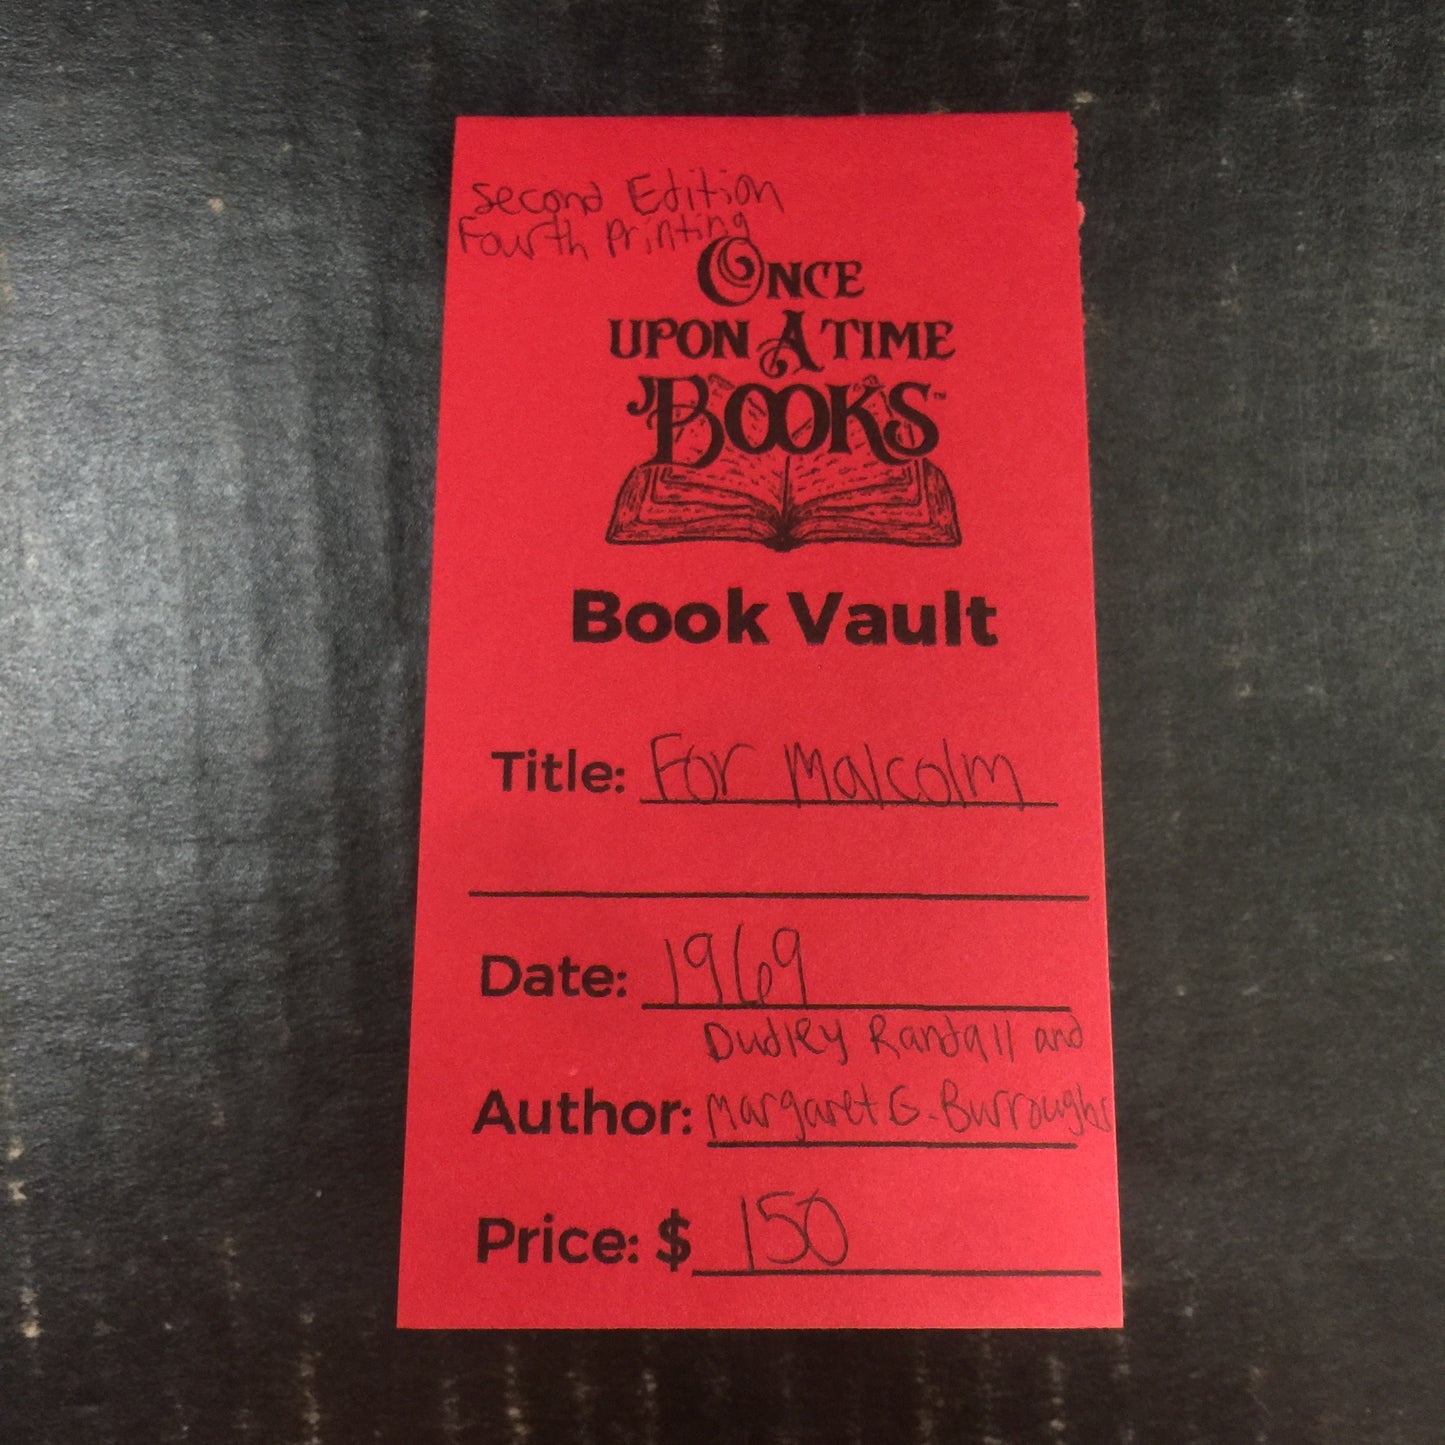 Second Edition
Fourth Printing
ONCE
UPON A TIME
BOOKS™
Book Vault
Title: For Malcolm
Date: 1969
Dudley Randall and
Author: Margaret G. Burroughs
Price: $ 150